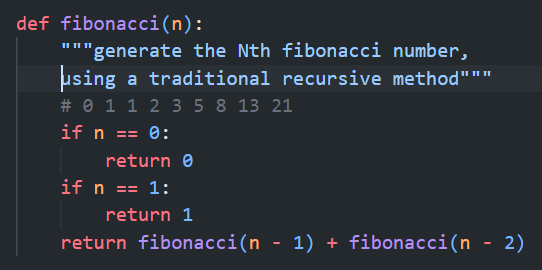 def fibonacci(n):
    """generate the Nth fibonacci number,
    using a traditional recursive method"""
    # 0 1 1 2 3 5 8 13 21
    if n == 0:
        return 0
    if n == 1:
        return 1
    return fibonacci(n - 1) + fibonacci(n - 2)